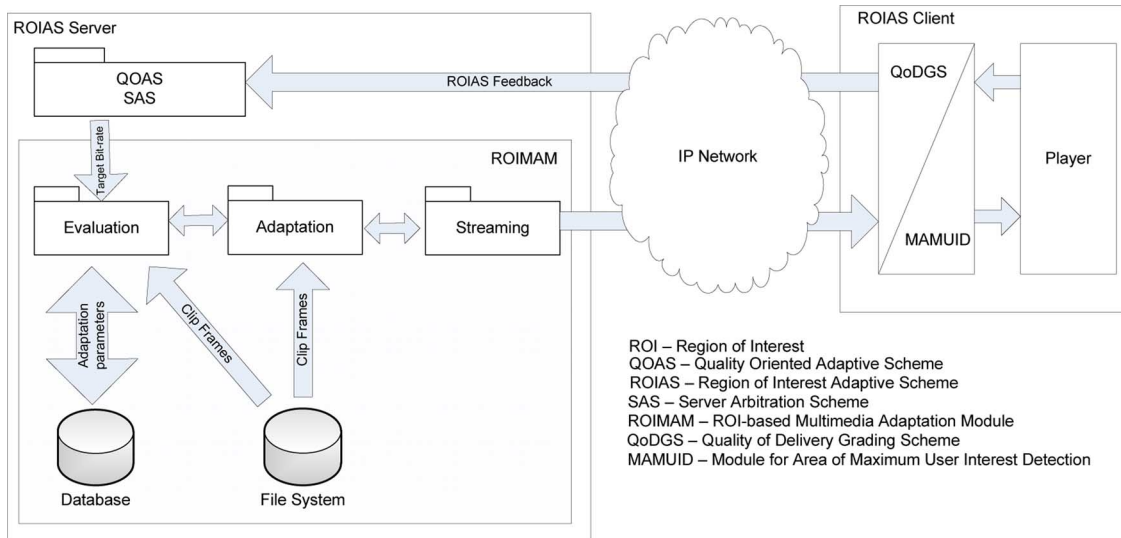 ROIAS Server
QOAS
SAS
ROIAS Feedback
ROIAS Client
QoDGS
Player
IP Network
Target Bit-rate
ROIMAM
Evaluation
Adaptation
Streaming
MAMUID
Adaptation
parameters
Clip Frames
Clip Frames
Database
File System
ROI – Region of Interest
QOAS – Quality Oriented Adaptive Scheme
ROIAS – Region of Interest Adaptive Scheme
SAS – Server Arbitration Scheme
ROIMAM – ROI-based Multimedia Adaptation Module
QoDGS – Quality of Delivery Grading Scheme
MAMUID – Module for Area of Maximum User Interest Detection